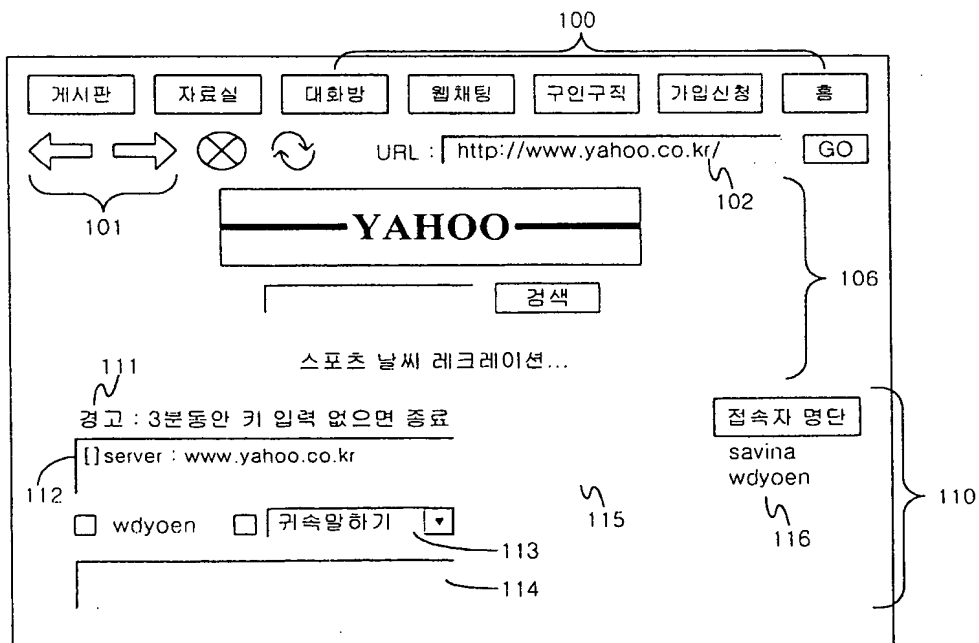 100
게시판 자료실 대화방 웹채팅 구인구직 가입신청 홈
URL : http://www.yahoo.co.kr/ GO
101
102
YAHOO
106
검색
스포츠 날씨 레크레이션...
111
경고 : 3분동안 키 입력 없으면 종료
접속자 명단
[]server : www.yahoo.co.kr
savina
wdyoen
112
110
wdyoen 귀속말하기
115
116
113
114